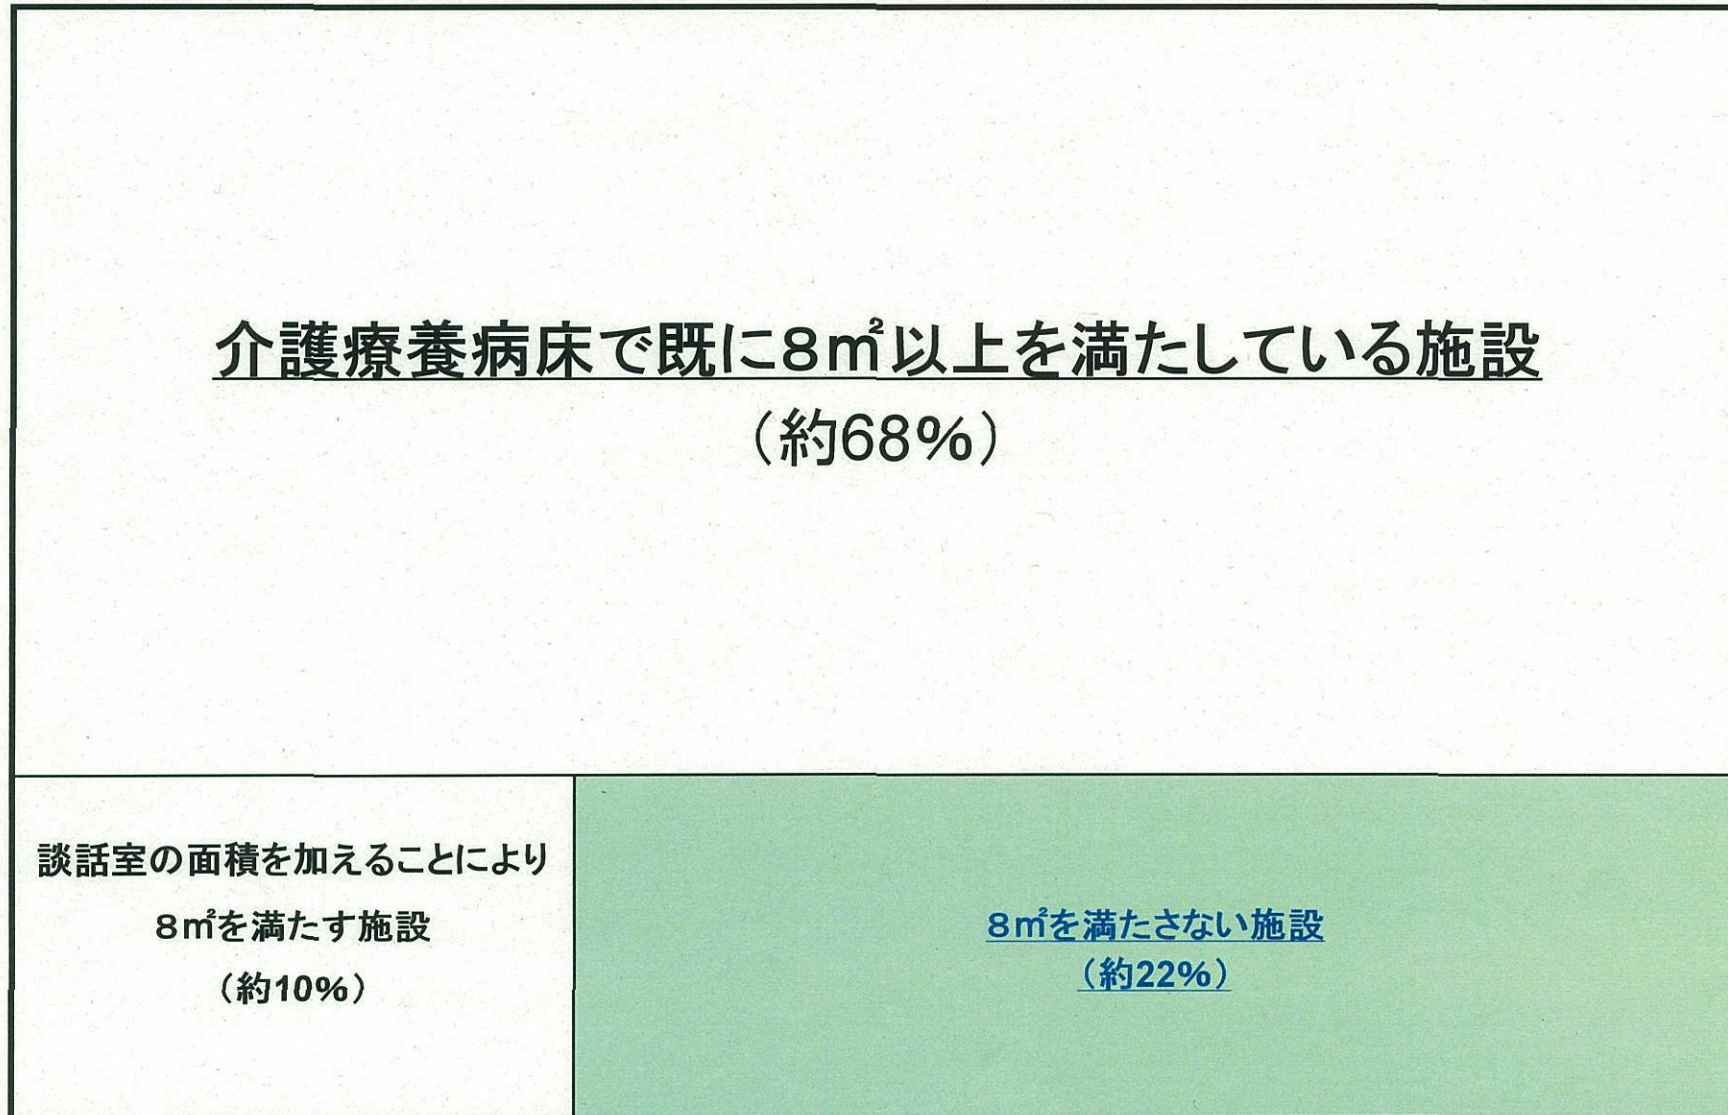 介護療養病床で既に8㎡以上を満たしている施設
（約68%）
談話室の面積を加えることにより
8㎡を満たす施設
（約10%）
8㎡を満たさない施設
（約22%）